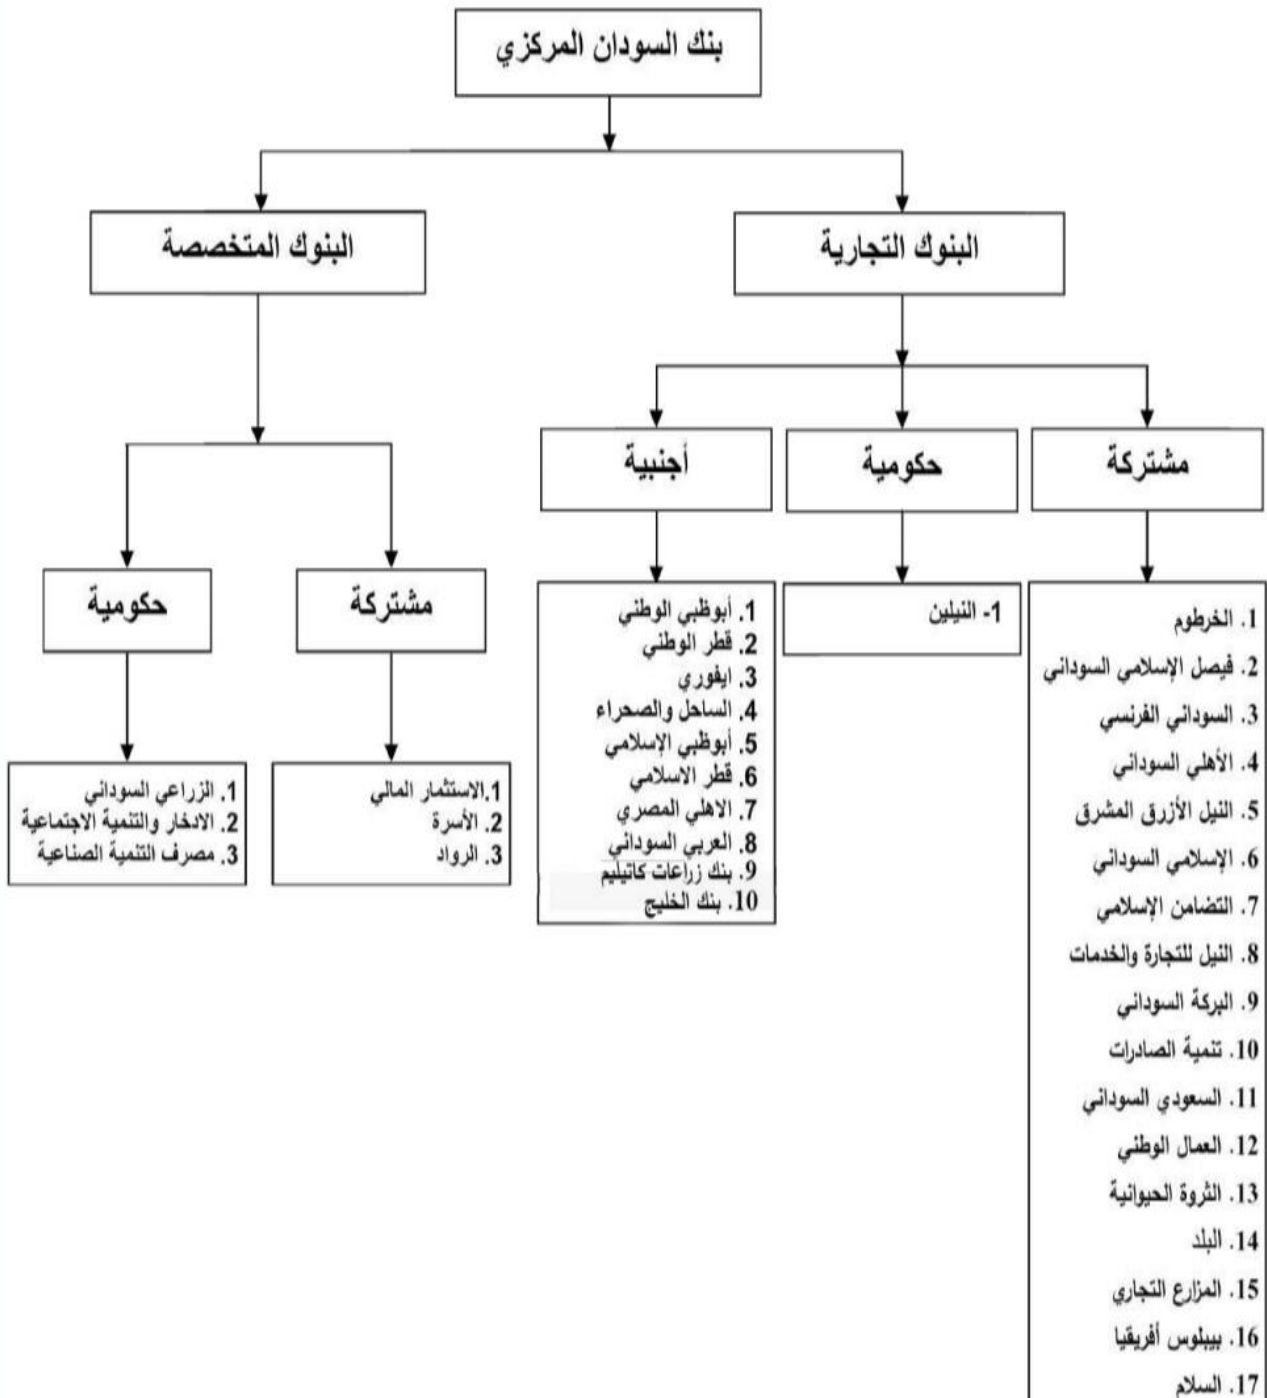 بنك السودان المركزي
البنوك التجارية
البنوك المتخصصة
مشتركة
حكومية
أجنبية
1. الخرطوم
2. فيصل الإسلامي السوداني
3. السوداني الفرنسي
4. الأهلي السوداني
5. النيل الأزرق المشرق
6. الإسلامي السوداني
7. التضامن الإسلامي
8. النيل للتجارة والخدمات
9. البركة السوداني
10. تنمية الصادرات
11. السعودي السوداني
12. العمال الوطني
13. الثروة الحيوانية
14. البلد
15. المزارع التجاري
16. بيبلوس أفريقيا
17. السلام
1- النيلين
1. أبوظبي الوطني
2. قطر الوطني
3. ايفوري
4. الساحل والصحراء
5. أبوظبي الإسلامي
6. قطر الاسلامي
7. الاهلي المصري
8. العربي السوداني
9. بنك زراعات كاتيليم
10. بنك الخليج
مشتركة
حكومية
1.الاستثمار المالي
2. الأسرة
3. الرواد
1. الزراعي السوداني
2. الادخار والتنمية الاجتماعية
3. مصرف التنمية الصناعية